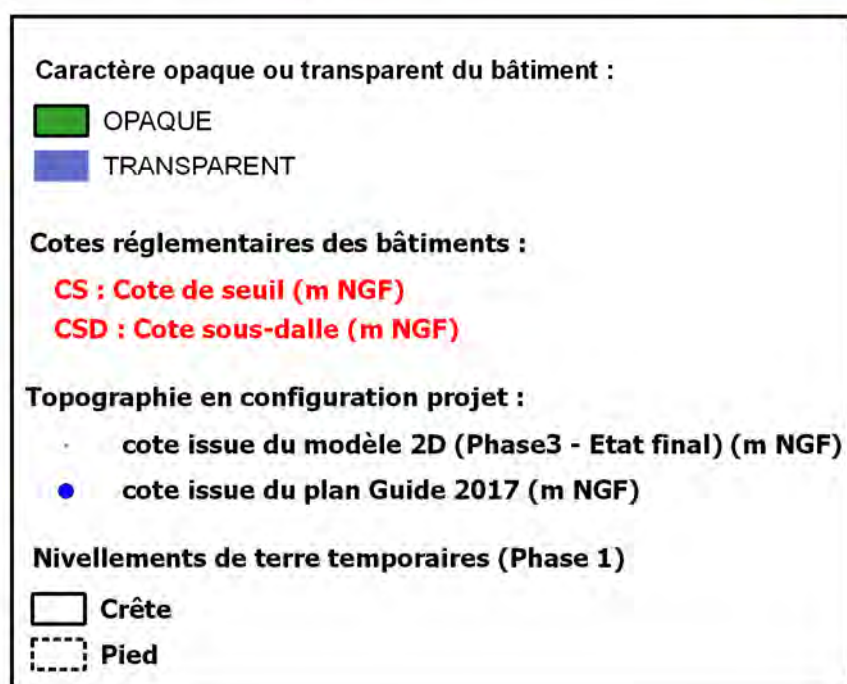 Caractère opaque ou transparent du bâtiment :
OPAQUE
TRANSPARENT
Cotes réglementaires des bâtiments :
CS : Cote de seuil (m NGF)
CSD : Cote sous-dalle (m NGF)
Topographie en configuration projet :
cote issue du modèle 2D (Phase3 - Etat final) (m NGF)
cote issue du plan Guide 2017 (m NGF)
Nivellements de terre temporaires (Phase 1)
Crête
Pied